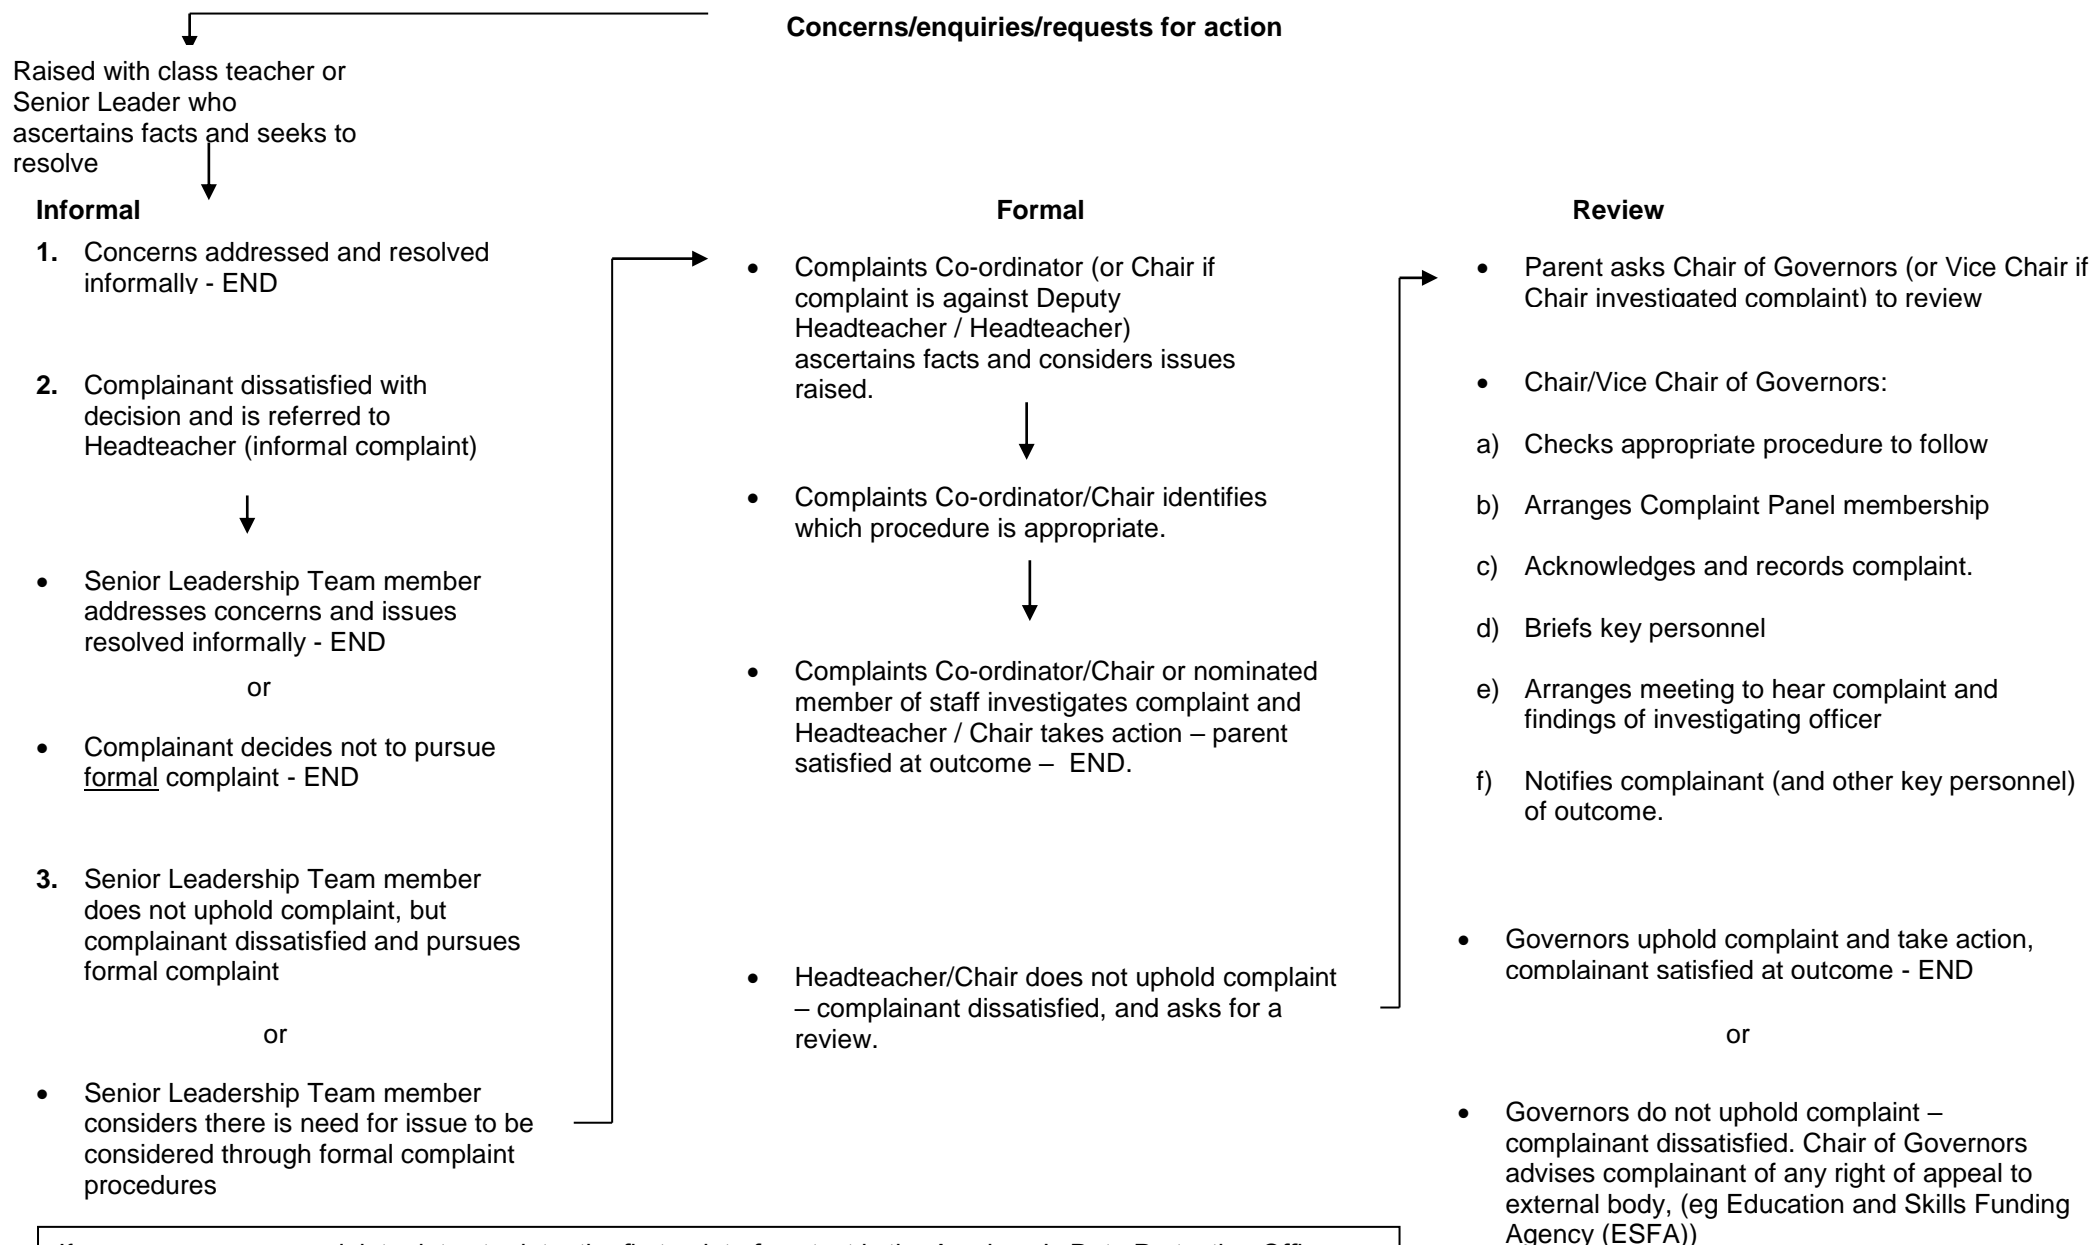 Concerns/enquiries/requests for action
Raised with class teacher or
Senior Leader who
ascertains facts and seeks to
resolve
Informal
1. Concerns addressed and resolved
informally - END
2. Complainant dissatisfied with
decision and is referred to
Headteacher (informal complaint)
• Senior Leadership Team member
addresses concerns and issues
resolved informally - END
or
• Complainant decides not to pursue
formal complaint - END
3. Senior Leadership Team member
does not uphold complaint, but
complainant dissatisfied and pursues
formal complaint
or
• Senior Leadership Team member
considers there is need for issue to be
considered through formal complaint
procedures
Formal
• Complaints Co-ordinator (or Chair if
complaint is against Deputy
Headteacher / Headteacher)
ascertains facts and considers issues
raised.
• Complaints Co-ordinator/Chair identifies
which procedure is appropriate.
• Complaints Co-ordinator/Chair or nominated
member of staff investigates complaint and
Headteacher / Chair takes action – parent
satisfied at outcome – END.
• Headteacher/Chair does not uphold complaint
– complainant dissatisfied, and asks for a
review.
Review
• Parent asks Chair of Governors (or Vice Chair if
Chair investigated complaint) to review
• Chair/Vice Chair of Governors:
a) Checks appropriate procedure to follow
b) Arranges Complaint Panel membership
c) Acknowledges and records complaint.
d) Briefs key personnel
e) Arranges meeting to hear complaint and
findings of investigating officer
f) Notifies complainant (and other key personnel)
of outcome.
• Governors uphold complaint and take action,
complainant satisfied at outcome - END
or
• Governors do not uphold complaint –
complainant dissatisfied. Chair of Governors
advises complainant of any right of appeal to
external body, (eg Education and Skills Funding
Agency (ESFA))
the first point of contact is the Academy's Data Protection